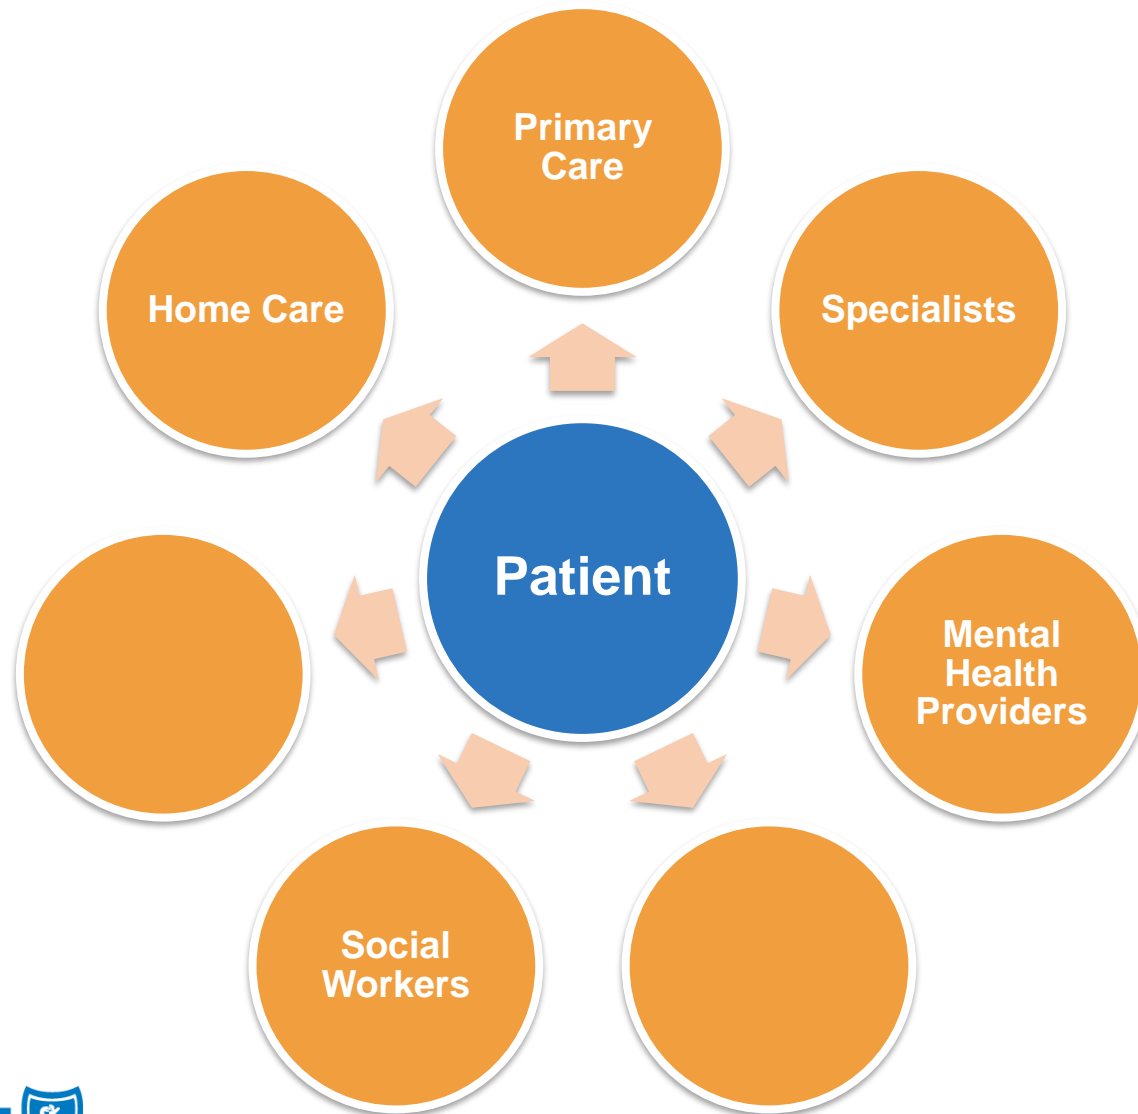 Primary
Care
Home Care
Specialists
Patient
Mental
Health
Providers
Social
Workers